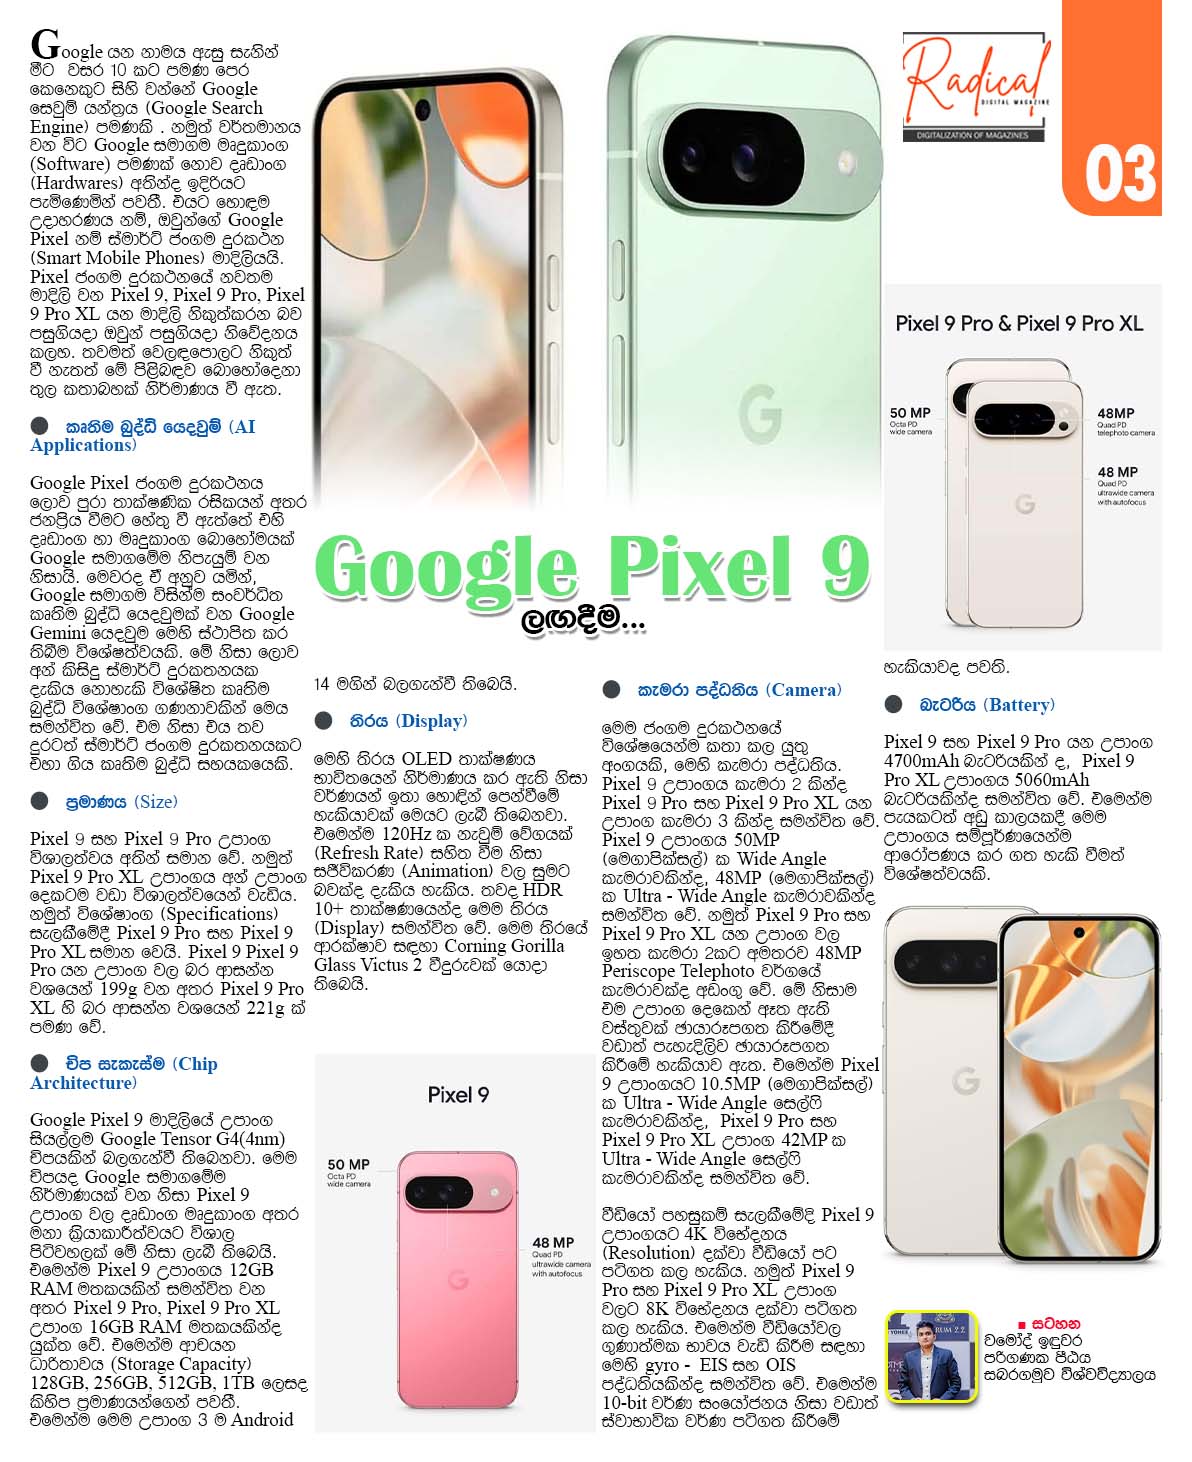 Google යන නාමය ඇසු සැනින්
මීට වසර 10 කට පමණ පෙර
කෙනෙකුට සිහි වන්නේ Google
සෙවුම් යන්ත්‍රය (Google Search
Engine) පමණකි . නමුත් වර්තමානය
වන විට Google සමාගම මෘදුකාංග
(Software) පමණක් නොව දෘඩාංග
(Hardwares) අතින්ද ඉදිරියට
පැමිණෙමින් පවතී. එයට හොඳම
උදාහරණය නම්, ඔවුන්ගේ Google
Pixel නම් ස්මාර්ට් ජංගම දුරකථන
(Smart Mobile Phones) මාදිලියයි.
Pixel ජංගම දුරකථනයේ නවතම
මාදිලි වන Pixel 9, Pixel 9 Pro, Pixel
9 Pro XL යන මාදිලි නිකුත්කරන බව
පසුගියදා ඔවුන් පසුගියදා නිවේදනය
කලහ. තවමත් වෙලඳපොලට නිකුත්
වී නැතත් මේ පිළිබඳව බොහෝදෙනා
තුල කතාබහක් නිර්මාණය වී ඇත.
● කෘතිම බුද්ධි යෙදවුම් (AI
Applications)
Google Pixel ජංගම දුරකථනය
ලොව පුරා තාක්ෂණික රසිකයන් අතර
ජනප්‍රිය වීමට හේතු වී ඇත්තේ එහි
දෘඩාංග හා මෘදුකාංග බොහෝමයක්
Google සමාගමේම නිපැයුම් වන
නිසායි. මෙවරද ඒ අනුව යමින්,
Google සමාගම විසින්ම සංවර්ධිත
කෘතිම බුද්ධි යෙදවුමක් වන Google
Gemini යෙදවුම මෙහි ස්ථාපිත කර
තිබීම විශේෂත්වයකි. මේ නිසා ලොව
අන් කිසිදු ස්මාර්ට් දුරකතනයක
දැකිය නොහැකි විශේෂිත කෘතිම
බුද්ධි විශේෂාංග ගණනාවකින් මෙය
සමන්විත වේ. එම නිසා එය තව
දුරටත් ස්මාර්ට් ජංගම දුරකතනයකට
එහා ගිය කෘතිම බුද්ධි සහයකයෙකි.
● ප්‍රමාණය (Size)
Pixel 9 සහ Pixel 9 Pro උපාංග
විශාලත්වය අතින් සමාන වේ. නමුත්
Pixel 9 Pro XL උපාංගය අන් උපාංග
දෙකටම වඩා විශාලත්වයෙන් වැඩිය.
නමුත් විශේෂාංග (Specifications)
සැලකීමේදී Pixel 9 Pro සහ Pixel 9
Pro XL සමාන වෙයි. Pixel 9 Pixel 9
Pro යන උපාංග වල බර ආසන්න
වශයෙන් 199g වන අතර Pixel 9 Pro
XL හි බර ආසන්න වශයෙන් 221g ක්
පමණ වේ.
● චිප සැකැස්ම (Chip
Architecture)
Google Pixel 9 මාදිලියේ උපාංග
සියල්ලම Google Tensor G4(4nm)
චිපයකින් බලගැන්වී තිබෙනවා. මෙම
චිපයද Google සමාගමේම
නිර්මාණයක් වන නිසා Pixel 9
උපාංග වල දෘඩාංග මෘදුකාංග අතර
මනා ක්‍රියාකාරීත්වයට විශාල
පිටිවහලක් මේ නිසා ලැබී තිබෙයි.
එමෙන්ම Pixel 9 උපාංගය 12GB
RAM මතකයකින් සමන්විත වන
අතර Pixel 9 Pro, Pixel 9 Pro XL
උපාංග 16GB RAM මතකයකින්ද
යුක්ත වේ. එමෙන්ම ආචයන
ධාරිතාවය (Storage Capacity)
128GB, 256GB, 512GB, 1TB ලෙසද
කිහිප ප්‍රමාණයන්ගෙන් පවතී.
එමෙන්ම මෙම උපාංග 3 ම Android
Google Pixel 9
ළඟදීම...
14 මගින් බලගැන්වී තිබෙයි.
● තිරය (Display)
මෙහි තිරය OLED තාක්ෂණය
භාවිතයෙන් නිර්මාණය කර ඇති නිසා
වර්ණයන් ඉතා හොඳින් පෙන්වීමේ
හැකියාවක් මෙයට ලැබී තිබෙනවා.
එමෙන්ම 120Hz ක නැවුම් වේගයක්
(Refresh Rate) සහිත වීම නිසා
සජීවිකරණ (Animation) වල සුමට
බවක්ද දැකිය හැකිය. තවද HDR
10+ තාක්ෂණයෙන්ද මෙම තිරය
(Display) සමන්විත වේ. මෙම තිරයේ
ආරක්ෂාව සඳහා Corning Gorilla
Glass Victus 2 වීදුරුවක් යොදා
තිබෙයි.
Pixel 9
50 MP
Octa PD
wide camera
48 MP
Quad PD
ultrawide camera
with autofocus
● කැමරා පද්ධතිය (Camera)
මෙම ජංගම දුරකථනයේ
විශේෂයෙන්ම කතා කල යුතු
අංගයකි, මෙහි කැමරා පද්ධතිය.
Pixel 9 උපාංගය කැමරා 2 කින්ද
Pixel 9 Pro සහ Pixel 9 Pro XL යන
උපාංග කැමරා 3 කින්ද සමන්විත වේ.
Pixel 9 උපාංගය 50MP
(මෙගාපික්සල්) ක Wide Angle
කැමරාවකින්ද, 48MP (මෙගාපික්සල්)
ක Ultra - Wide Angle කැමරාවකින්ද
සමන්විත වේ. නමුත් Pixel 9 Pro සහ
Pixel 9 Pro XL යන උපාංග වල
ඉහත කැමරා 2කට අමතරව 48MP
Periscope Telephoto වර්ගයේ
කැමරාවක්ද අඩංගු වේ. මේ නිසාම
එම උපාංග දෙකෙන් ඈත ඇති
වස්තුවක් ඡායාරූපගත කිරීමේදී
වඩාත් පැහැදිලිව ඡායාරූපගත
කිරීමේ හැකියාව ඇත. එමෙන්ම Pixel
9 උපාංගයට 10.5MP (මෙගාපික්සල්)
ක Ultra - Wide Angle සෙල්ෆි
කැමරාවකින්ද, Pixel 9 Pro සහ
Pixel 9 Pro XL උපාංග 42MP ක
Ultra - Wide Angle සෙල්ෆි
කැමරාවකින්ද සමන්විත වේ.
වීඩියෝ පහසුකම් සැලකීමේදි Pixel 9
උපාංගයට 4K විභේදනය
(Resolution) දක්වා වීඩියෝ පට
පටිගත කල හැකිය. නමුත් Pixel 9
Pro සහ Pixel 9 Pro XL උපාංග
වලට 8K විභේදනය දක්වා පටිගත
කල හැකිය. එමෙන්ම වීඩියෝවල
ගුණාත්මක භාවය වැඩි කිරීම සඳහා
මෙහි gyro - EIS සහ OIS
පද්ධතියකින්ද සමන්විත වේ. එමෙන්ම
10-bit වර්ණ සංයෝජනය නිසා වඩාත්
ස්වාභාවික වර්ණ පටිගත කිරීමේ
Radical
DIGITAL MAGAZINE
DIGITALIZATION OF MAGAZINES
03
Pixel 9 Pro & Pixel 9 Pro XL
50 MP
Octa PD
wide camera
48MP
Quad PD
telephoto camera
48 MP
Quad PD
ultrawide camera
with autofocus
හැකියාවද පවති.
● බැටරිය (Battery)
Pixel 9 සහ Pixel 9 Pro යන උපාංග
4700mAh බැටරියකින් ද, Pixel 9
Pro XL උපාංගය 5060mAh
බැටරියකින්ද සමන්විත වේ. එමෙන්ම
පැයකටත් අඩු කාලයකදී මෙම
උපාංගය සම්පූර්ණයෙන්ම
ආරෝපණය කර ගත හැකි වීමත්
විශේෂත්වයකි.
■ සටහන
චමෝද් ඉඳුවර
පරිගණක පීඨය
සබරගමුව විශ්වවිද්‍යාලය